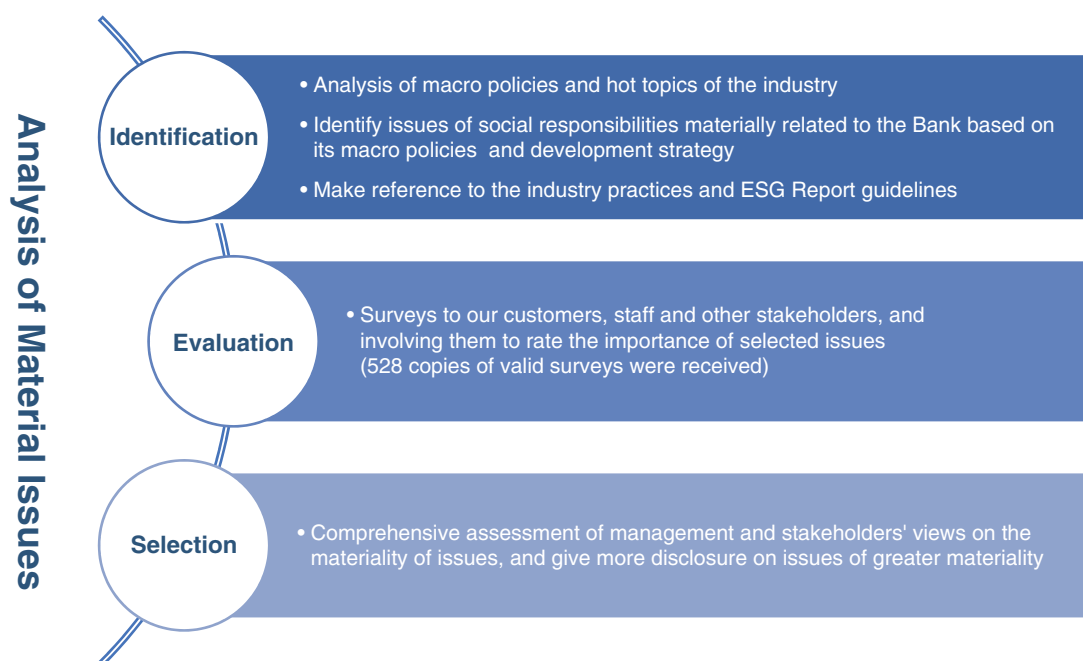 Analysis of Material Issues
Identification
• Analysis of macro policies and hot topics of the industry
• Identify issues of social responsibilities materially related to the Bank based on
its macro policies and development strategy
• Make reference to the industry practices and ESG Report guidelines
Evaluation
• Surveys to our customers, staff and other stakeholders, and
involving them to rate the importance of selected issues
(528 copies of valid surveys were received)
Selection
• Comprehensive assessment of management and stakeholders' views on the
materiality of issues, and give more disclosure on issues of greater materiality